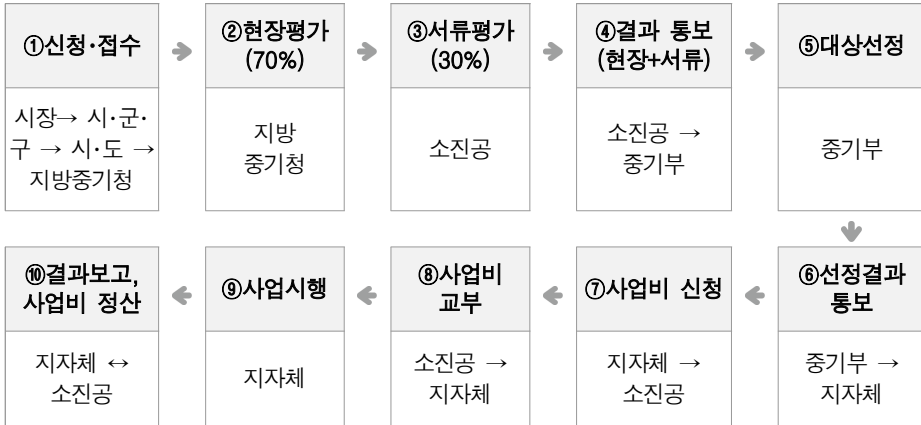 ①신청·접수
시장→ 시·군·
구 → 시·도 →
지방중기청
②현장평가
(70%)
지방
중기청
③서류평가
(30%)
소진공
④결과 통보
(현장+서류)
소진공 →
중기부
⑤대상선정
중기부
⑥선정결과
통보
중기부 →
지자체
⑦사업비 신청
지자체 →
소진공
⑧사업비
교부
소진공 →
지자체
⑨사업시행
지자체
⑩결과보고,
사업비 정산
지자체 ↔
소진공